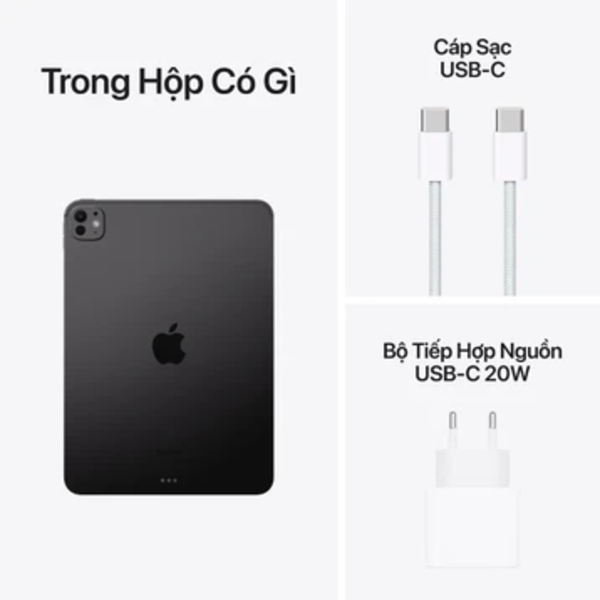 Trong Hộp Có Gì
Cáp Sạc
USB-C
Bộ Tiếp Hợp Nguồn
USB-C 20W